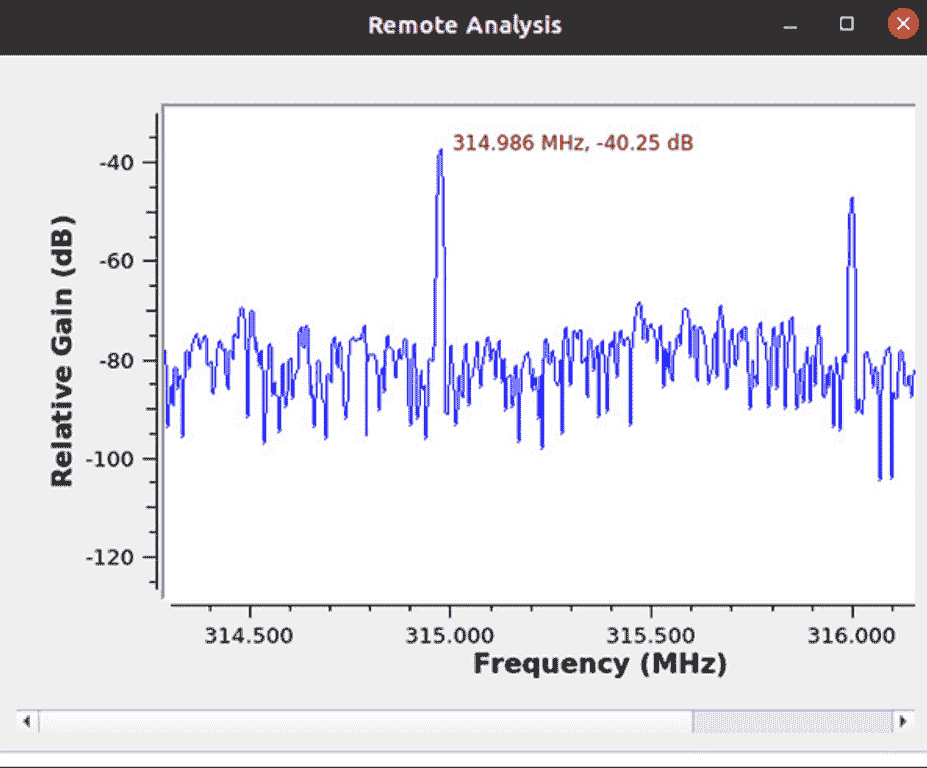 Remote Analysis
314.986 MHz, -40.25 dB
-40
-60
-80
-100
-120
Relative Gain (dB)
314.500 315.000 315.500 316.000
Frequency (MHz)